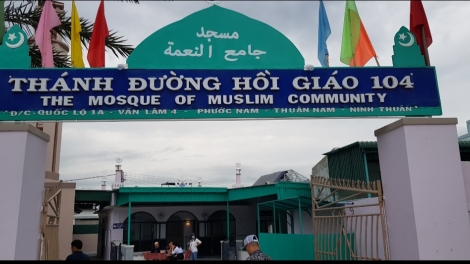 مسجد
جامع النعمة
THÁNH ĐƯỜNG HỒI GIÁO 104
THE MOSQUE OF MUSLIM COMMUNITY
Đ/C: QUỐC LỘ 1A - VĂN LÂM 4 - PHƯỚC NAM - THUẬN NAM - NINH THUẬN